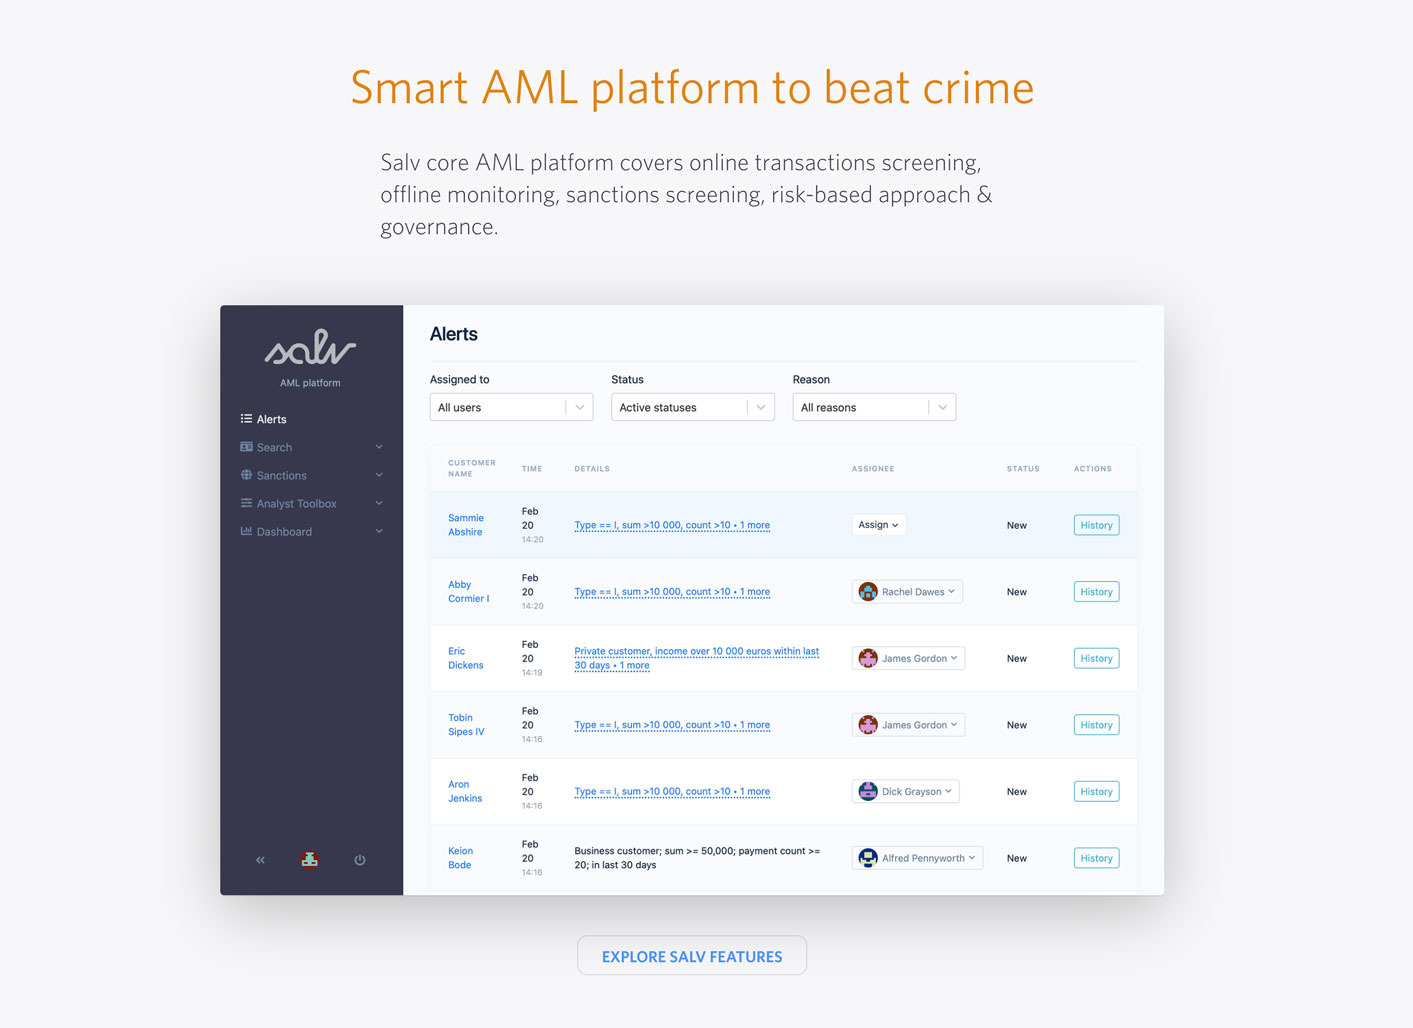 Smart AML platform to beat crime
Salv core AML platform covers online transactions screening,
offline monitoring, sanctions screening, risk-based approach &
governance.
salv
AML platform
Alerts
Search
Sanctions
Analyst Toolbox
Dashboard
Alerts
Assigned to
Status
Reason
All users
Active statuses
All reasons
CUSTOMER
NAME
TIME
DETAILS
ASSIGNEE
STATUS
ACTIONS
Sammie
Abshire
Feb
20
14:20
Type == I, sum >10 000, count >10 • 1 more
Assign
New
History
Abby
Cormier I
Feb
20
14:20
Type == I, sum >10 000, count >10 • 1 more
Rachel Dawes
New
History
Eric
Dickens
Feb
20
14:19
Private customer, income over 10 000 euros within last
30 days • 1 more
James Gordon
New
History
Tobin
Sipes IV
Feb
20
14:16
Type == I, sum >10 000, count >10 • 1 more
James Gordon
New
History
Aron
Jenkins
Feb
20
14:16
Type == I, sum >10 000, count >10 • 1 more
Dick Grayson
New
History
Keion
Bode
Feb
20
14:16
Business customer; sum >= 50,000; payment count >=
20; in last 30 days
Alfred Pennyworth
New
History
EXPLORE SALV FEATURES